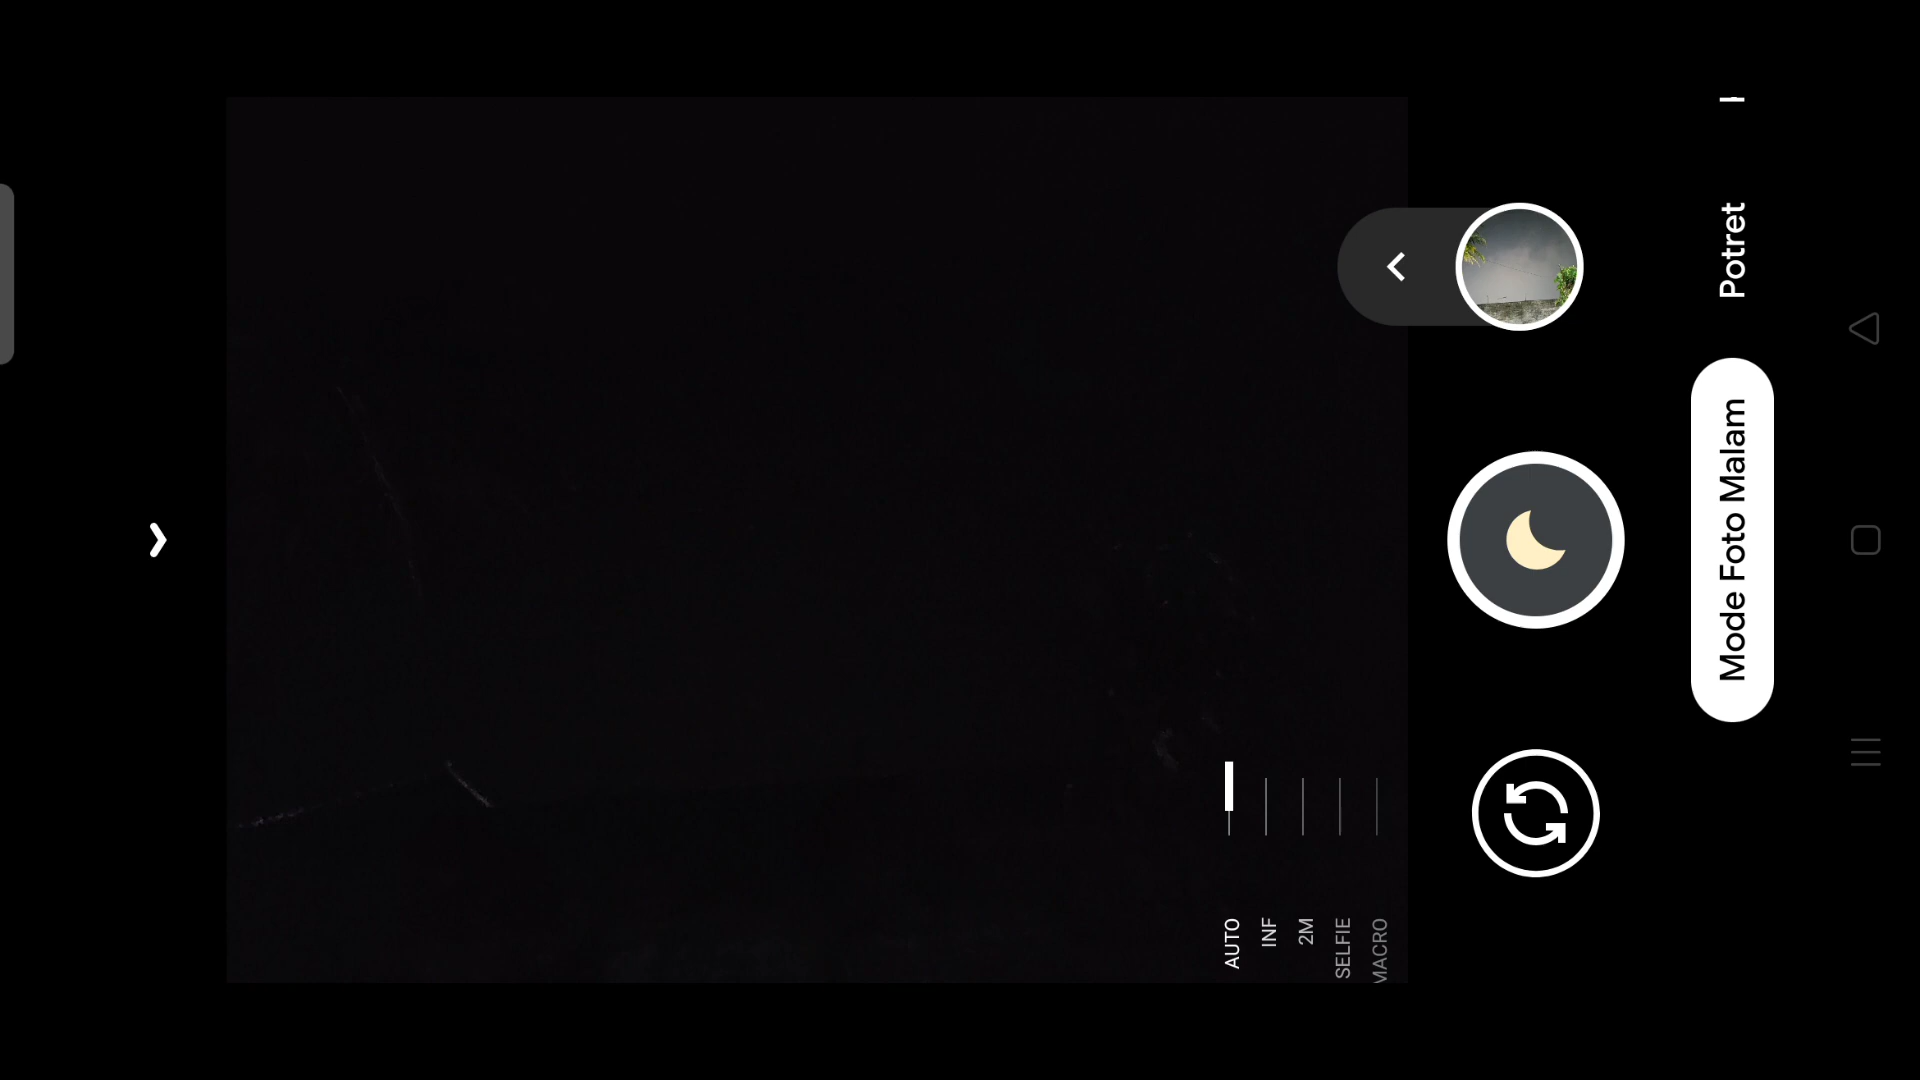 AUTO
INF
2M
SELFIE
MACRO
Potret
Mode Foto Malam